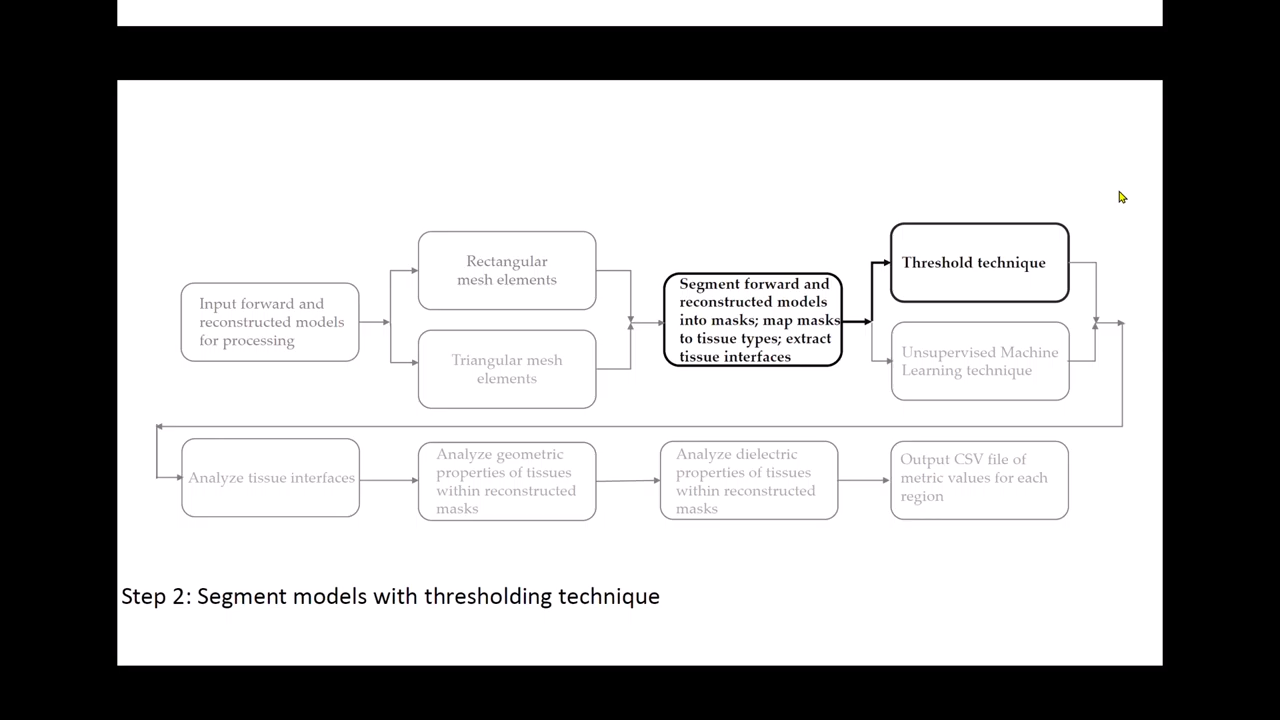 Input forward and
reconstructed models
for processing
Rectangular
mesh elements
Triangular mesh
elements
Segment forward and
reconstructed models
into masks; map masks
to tissue types; extract
tissue interfaces
Threshold technique
Unsupervised Machine
Learning technique
Analyze tissue interfaces
Analyze geometric
properties of tissues
within reconstructed
masks
Analyze dielectric
properties of tissues
within reconstructed
masks
Output CSV file of
metric values for each
region
Step 2: Segment models with thresholding technique